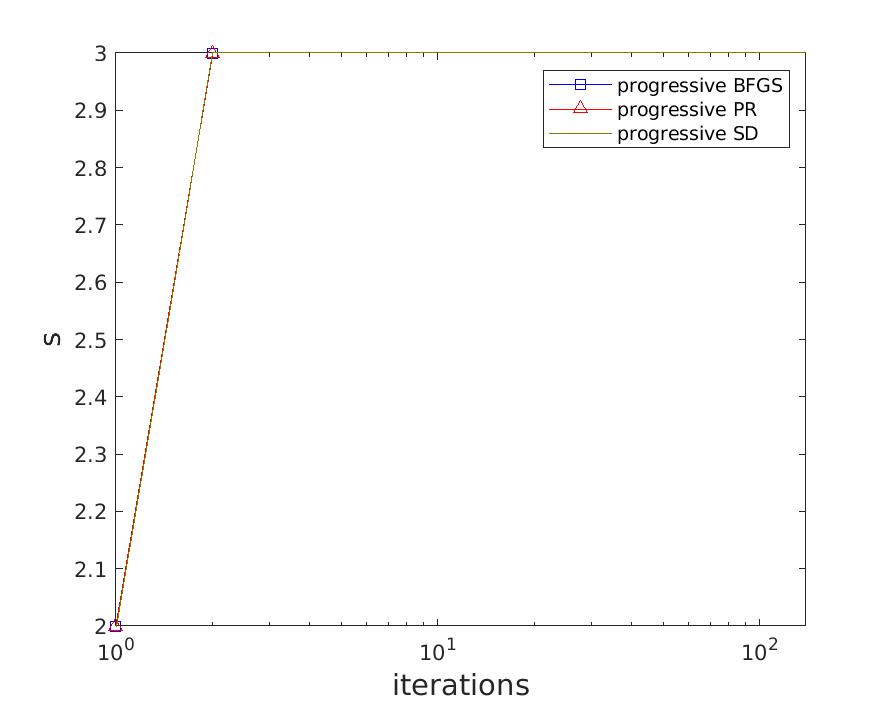 3
2.9
2.8
2.7
2.6
2.5
2.4
2.3
2.2
2.1
2
s
progressive BFGS
progressive PR
progressive SD
10^0 10^1 10^2
iterations